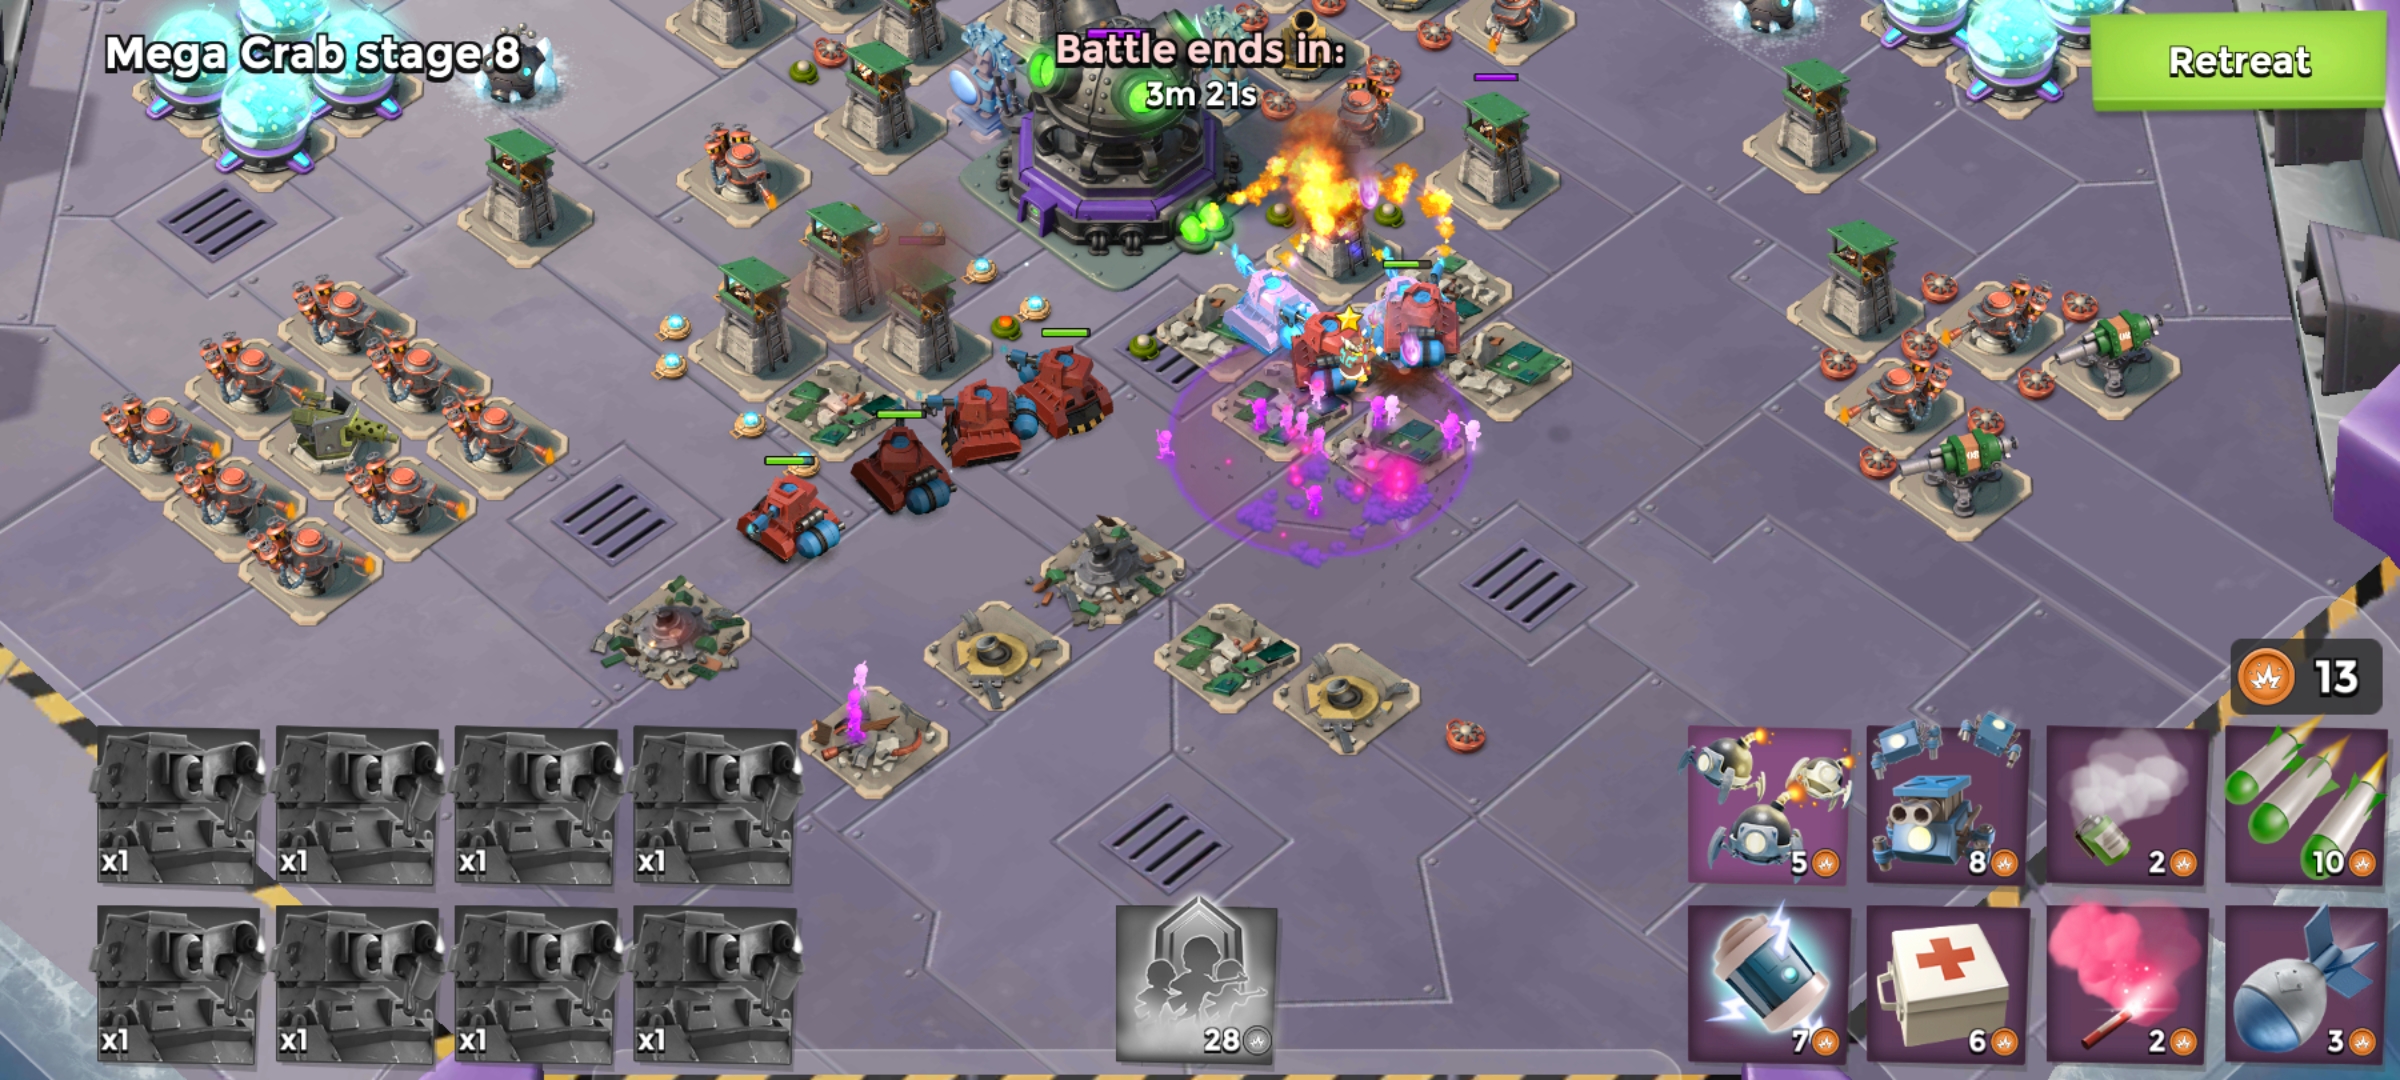 Mega Crab stage 8
Battle ends in:
3m 21s
Retreat
13
x1
x1
x1
x1
5
8
2
10
x1
x1
x1
x1
28
7
6
2
3